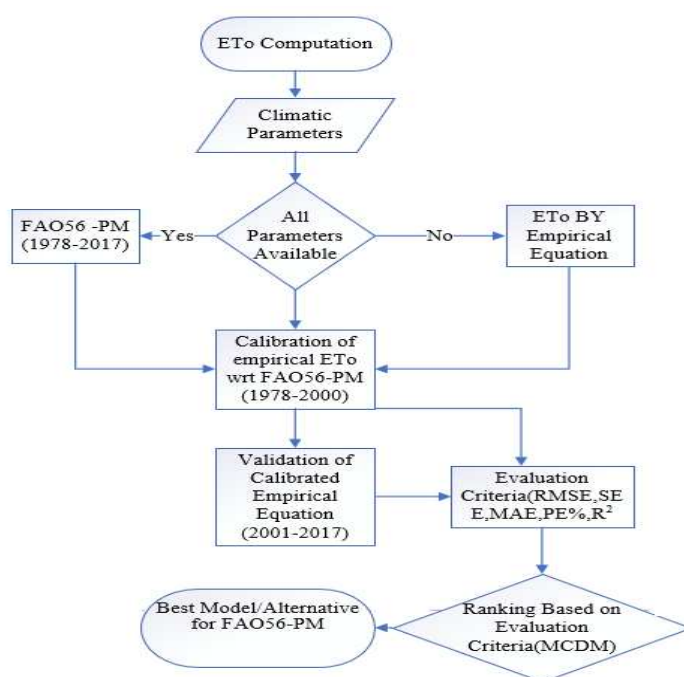 ETo Computation
Climatic
Parameters
FAO56 -PM
(1978-2017)
Yes
All
Parameters
Available
No
ETo BY
Empirical
Equation
Calibration of
empirical ETo
wrt FAO56-PM
(1978-2000)
Validation of
Calibrated
Empirical
Equation
(2001-2017)
Evaluation
Criteria(RMSE,SE
E,MAE,PE%,R²
Best Model/Alternative
for FAO56-PM
Ranking Based on
Evaluation
Criteria(MCDM)